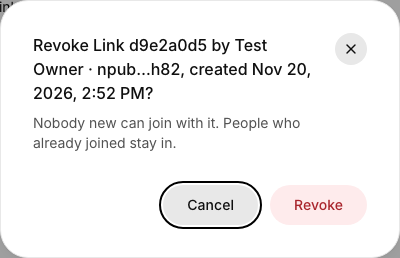 Revoke Link d9e2a0d5 by Test
Owner · npub…h82, created Nov 20,
2026, 2:52 PM?
Nobody new can join with it. People who
already joined stay in.
Cancel
Revoke